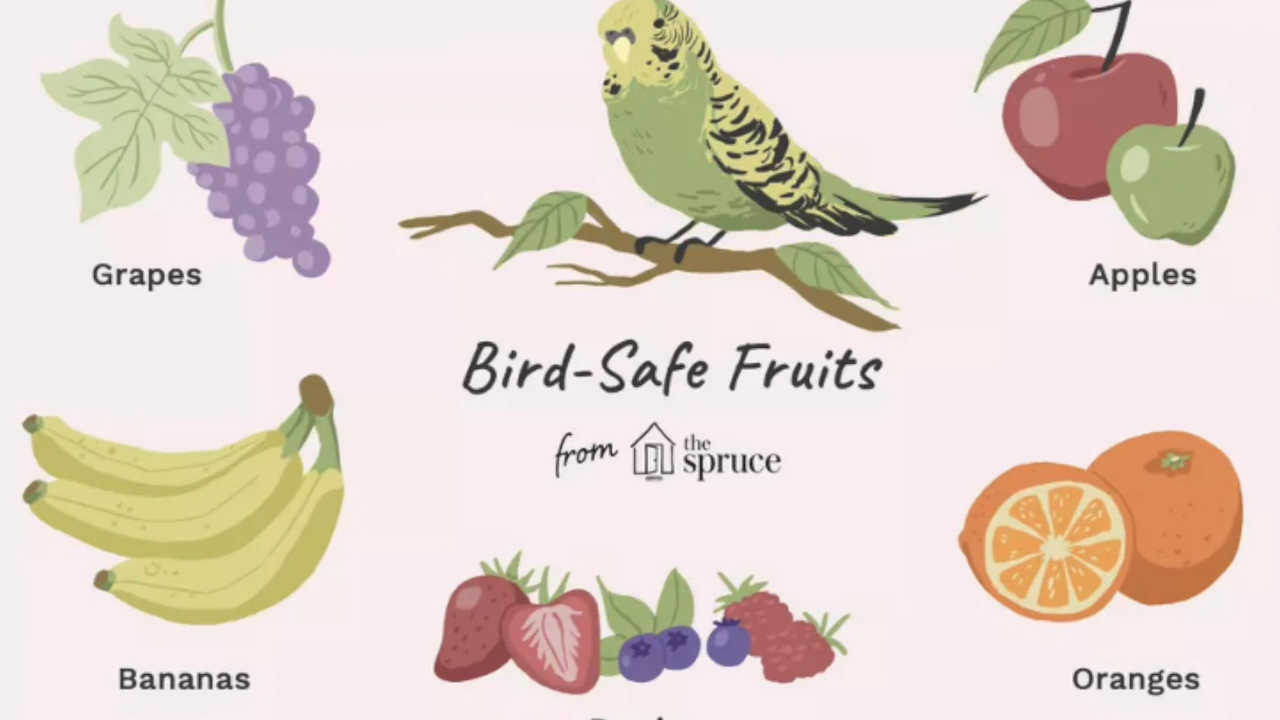 Grapes
Apples
Bird-Safe Fruits
from the spruce
Bananas
Oranges